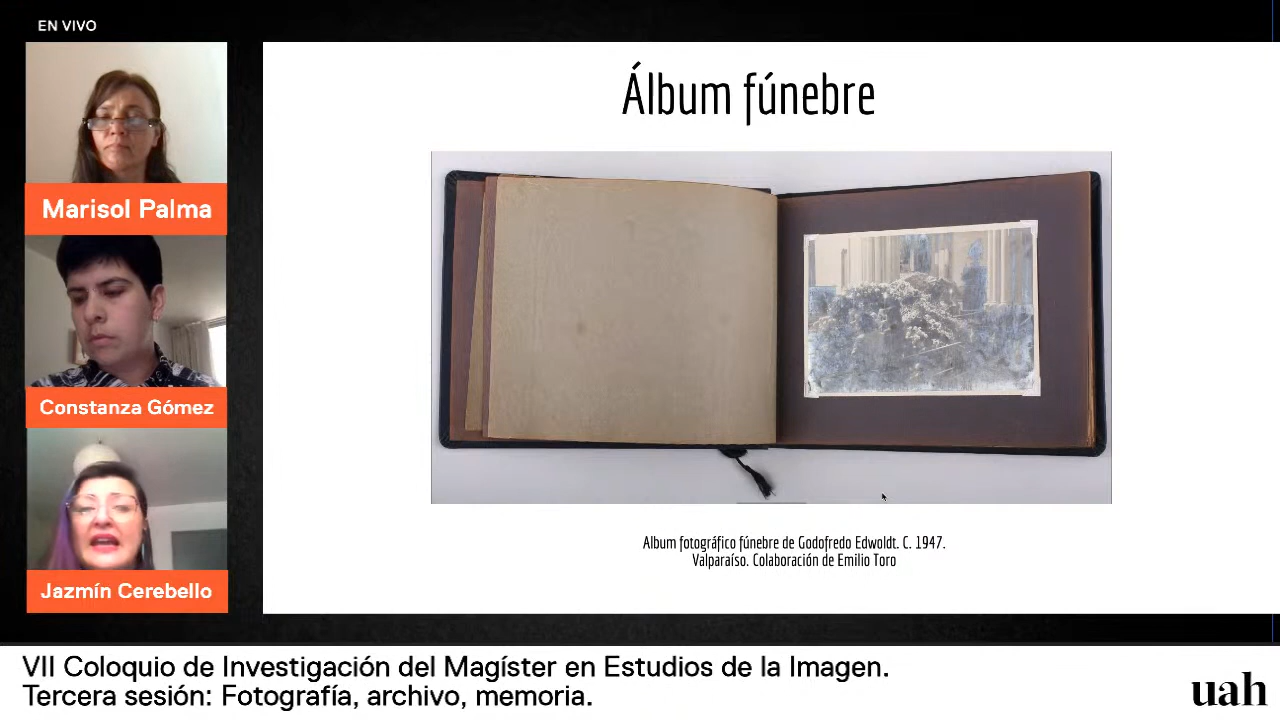 EN VIVO
Marisol Palma
Constanza Gómez
Jazmín Cerebello
Álbum fúnebre
Album fotográfico fúnebre de Godofredo Edwoldt. C. 1947.
Valparaíso. Colaboración de Emilio Toro
VII Coloquio de Investigación del Magíster en Estudios de la Imagen.
Tercera sesión: Fotografía, archivo, memoria.
uah